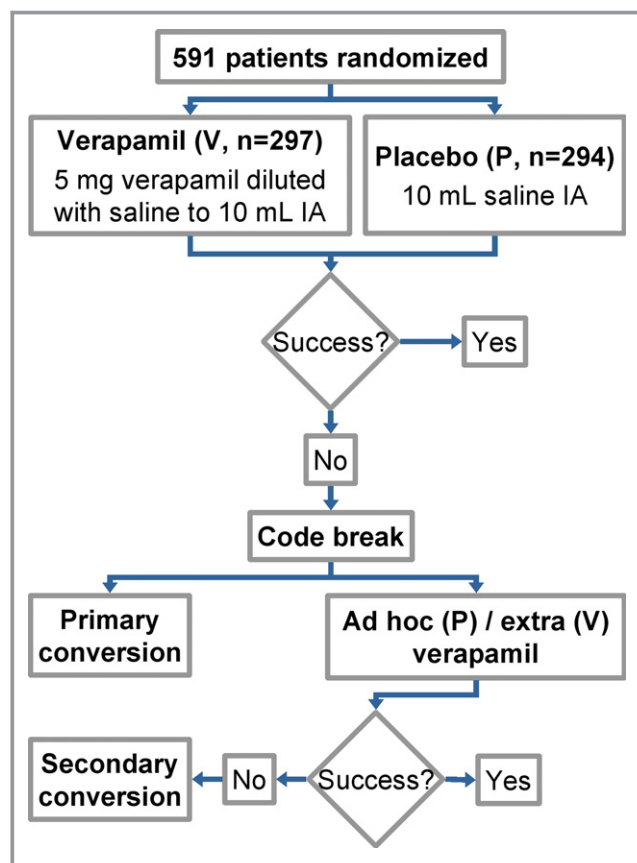 591 patients randomized
Verapamil (V, n=297)
5 mg verapamil diluted
with saline to 10 mL IA
Placebo (P, n=294)
10 mL saline IA
Success?
Yes
No
Code break
Primary
conversion
Ad hoc (P) / extra (V)
verapamil
Secondary
conversion
No
Success?
Yes